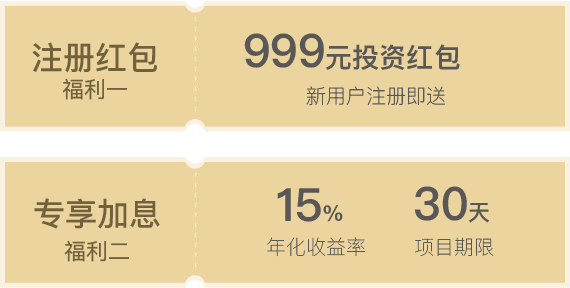 注册红包
福利一
999元投资红包
新用户注册即送
专享加息
福利二
15% 30天
年化收益率 项目期限